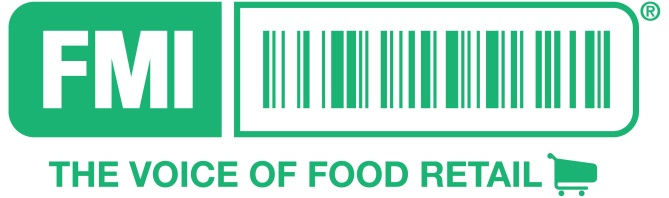 FMI ®
THE VOICE OF FOOD RETAIL